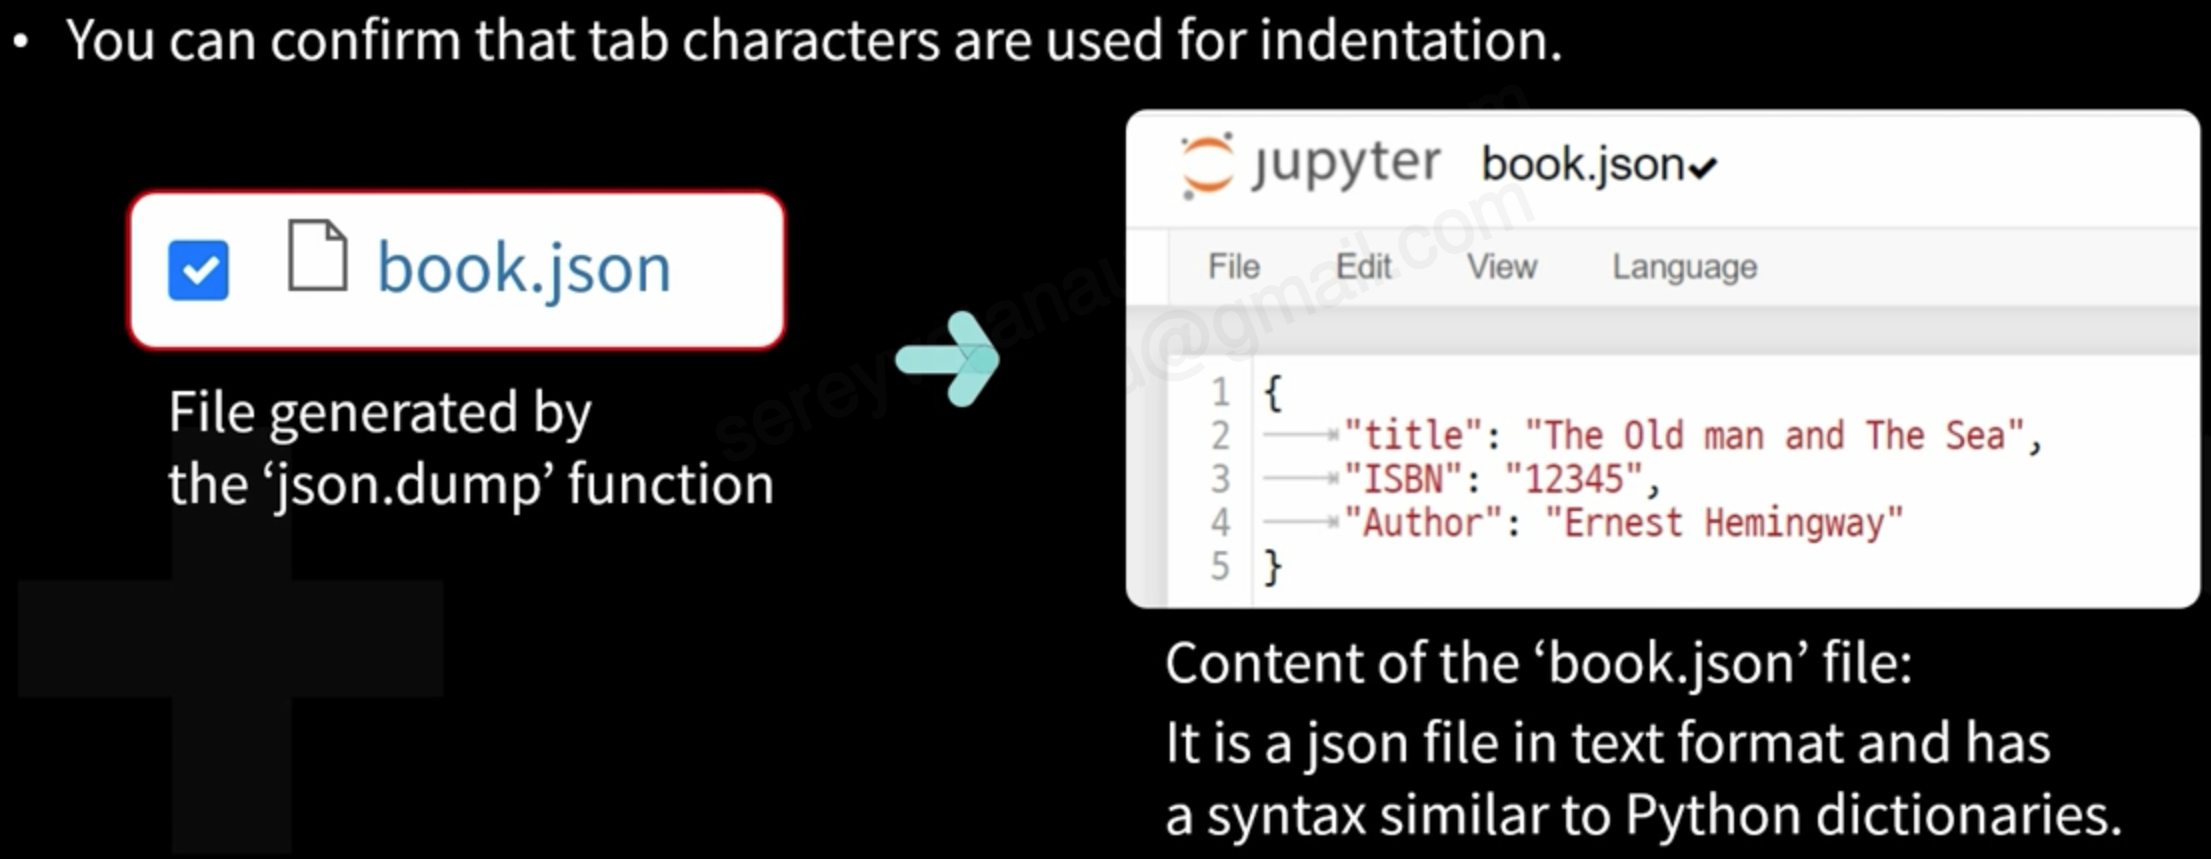 • You can confirm that tab characters are used for indentation.
book.json
File generated by
the ‘json.dump’ function
jupyter book.json✔
File Edit View Language
1 {
2 "title": "The Old man and The Sea",
3 "ISBN": "12345",
4 "Author": "Ernest Hemingway"
5 }
Content of the ‘book.json’ file:
It is a json file in text format and has
a syntax similar to Python dictionaries.
@gmail.com